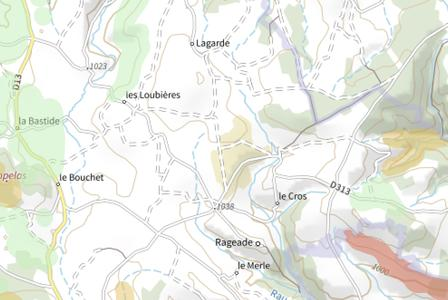 Lagarde
1023
D13
les Loubières
la Bastide
le Bouchet
D313
le Cros
1038
Rageade
le Merle
1000